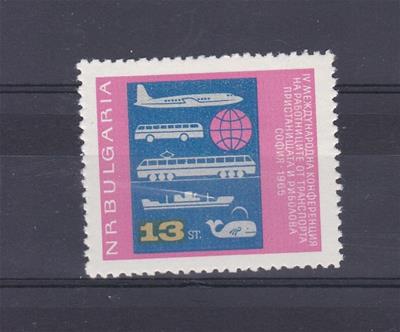 NR BULGARIA
13 ST.
IV МЕЖДУНАРОДНА КОНФЕРЕНЦИЯ
НА РАБОТНИЦИТЕ ОТ ТРАНСПОРТА
ПРИСТАНИЩАТА И РИБОЛОВА
СОФИЯ 1965